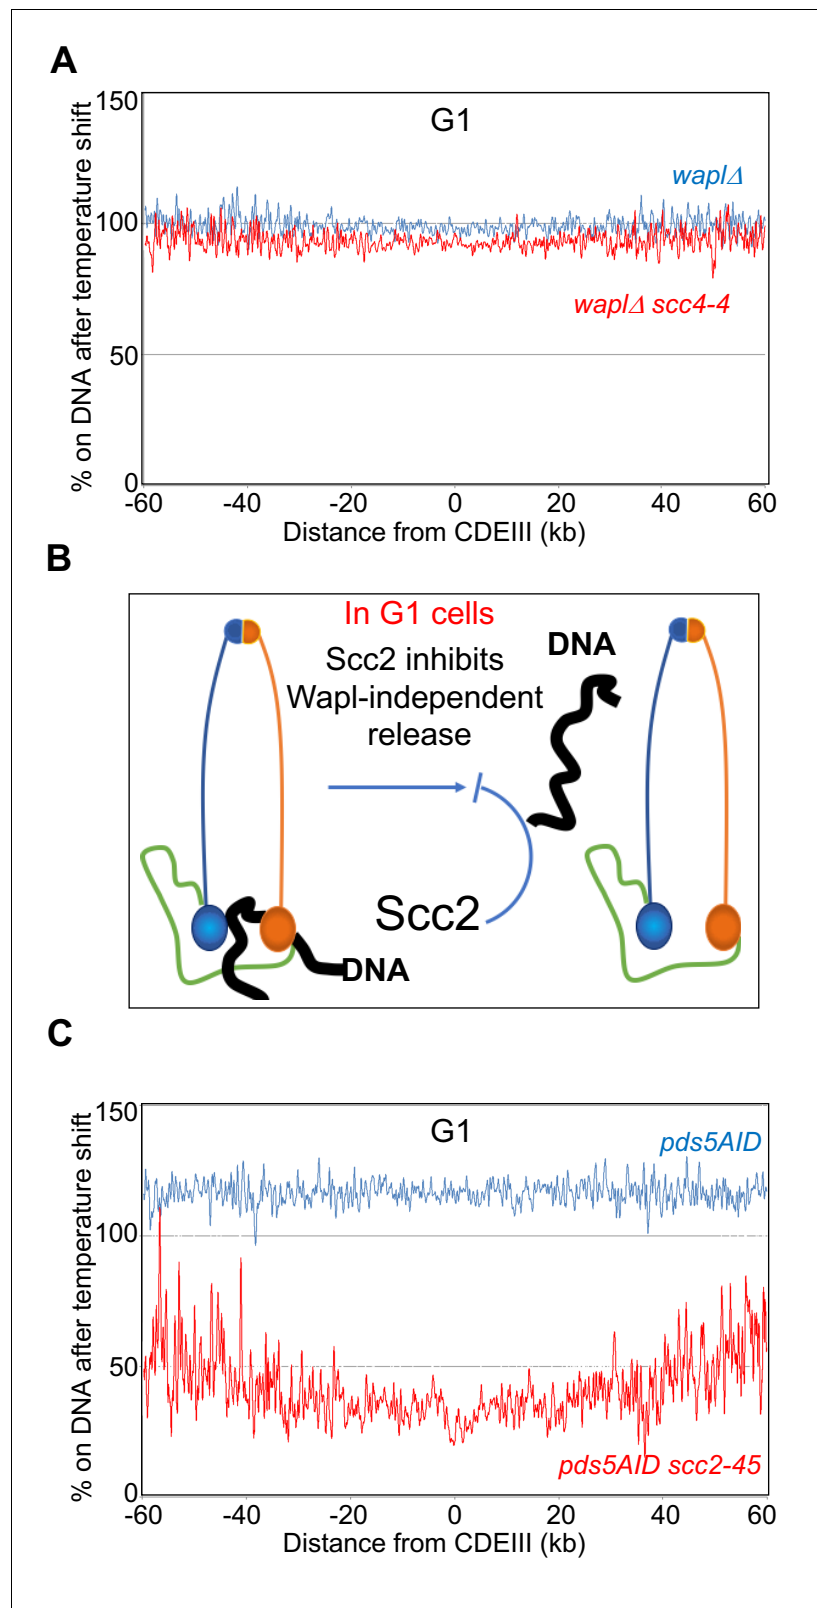 A
% on DNA after temperature shift
150
100
50
0
G1
waplΔ
waplΔ scc4-4
-60 -40 -20 0 20 40 60
Distance from CDEIII (kb)
B
In G1 cells
Scc2 inhibits
Wapl-independent
release
DNA
Scc2
DNA
C
% on DNA after temperature shift
150
100
50
0
G1
pds5AID
pds5AID scc2-45
-60 -40 -20 0 20 40 60
Distance from CDEIII (kb)